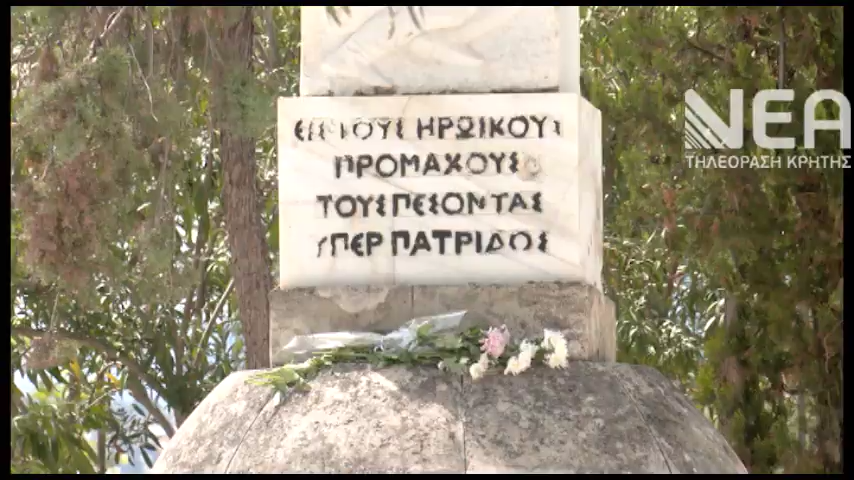 ΕΙΣ ΤΟΥΣ ΗΡΩΙΚΟΥΣ
ΠΡΟΜΑΧΟΥΣ
ΤΟΥΣ ΠΕΣΟΝΤΑΣ
ΥΠΕΡ ΠΑΤΡΙΔΟΣ
ΝΕΑ
ΤΗΛΕΟΡΑΣΗ ΚΡΗΤΗΣ